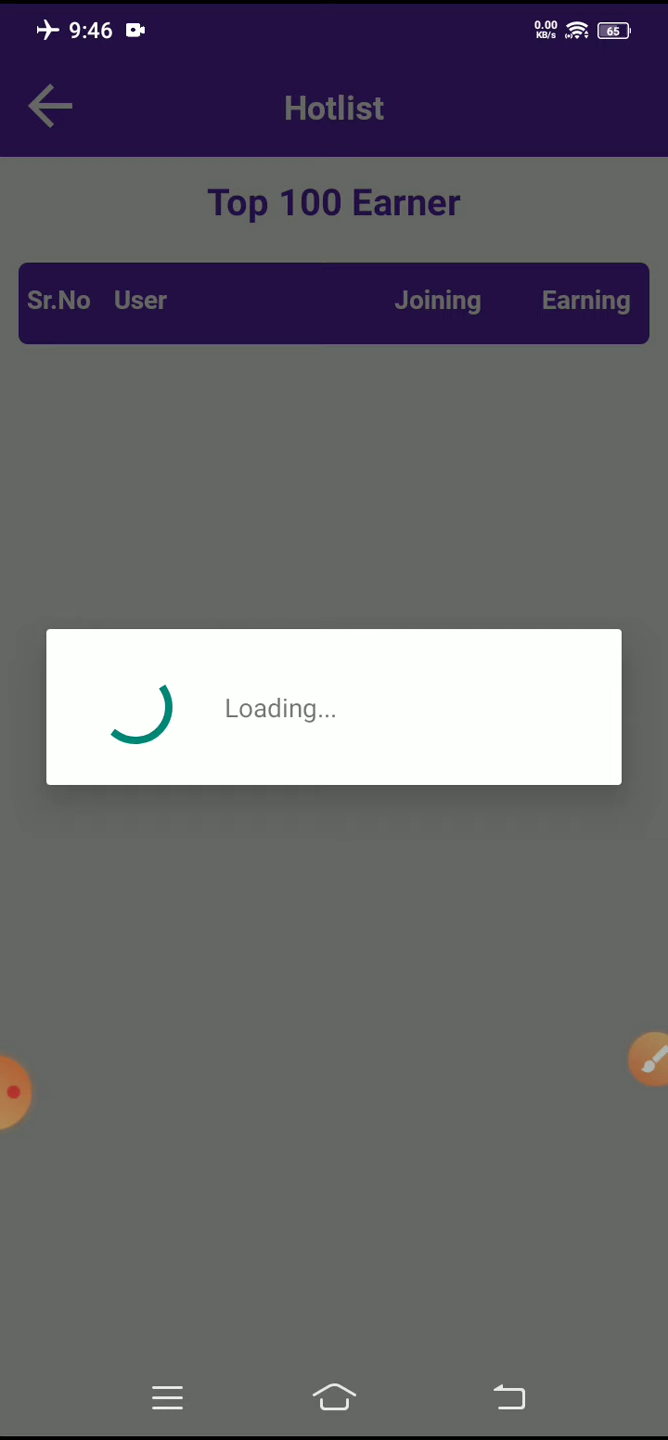 9:46
0.00
KB/s
65
Hotlist
Top 100 Earner
Sr.No User Joining Earning
Loading...